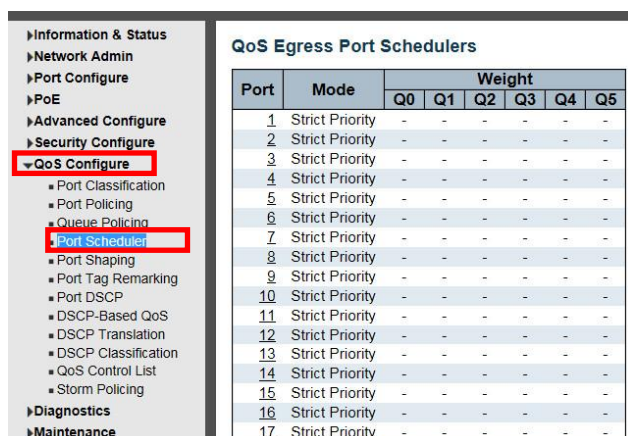 Information & Status
Network Admin
Port Configure
PoE
Advanced Configure
Security Configure
QoS Configure
Port Classification
Port Policing
Queue Policing
Port Scheduler
Port Shaping
Port Tag Remarking
Port DSCP
DSCP-Based QoS
DSCP Translation
DSCP Classification
QoS Control List
Storm Policing
Diagnostics
Maintenance
QoS Egress Port Schedulers
Port Mode Weight
Q0 Q1 Q2 Q3 Q4 Q5
1 Strict Priority - - - - - -
2 Strict Priority - - - - - -
3 Strict Priority - - - - - -
4 Strict Priority - - - - - -
5 Strict Priority - - - - - -
6 Strict Priority - - - - - -
7 Strict Priority - - - - - -
8 Strict Priority - - - - - -
9 Strict Priority - - - - - -
10 Strict Priority - - - - - -
11 Strict Priority - - - - - -
12 Strict Priority - - - - - -
13 Strict Priority - - - - - -
14 Strict Priority - - - - - -
15 Strict Priority - - - - - -
16 Strict Priority - - - - - -
17 Strict Priority - - - - - -